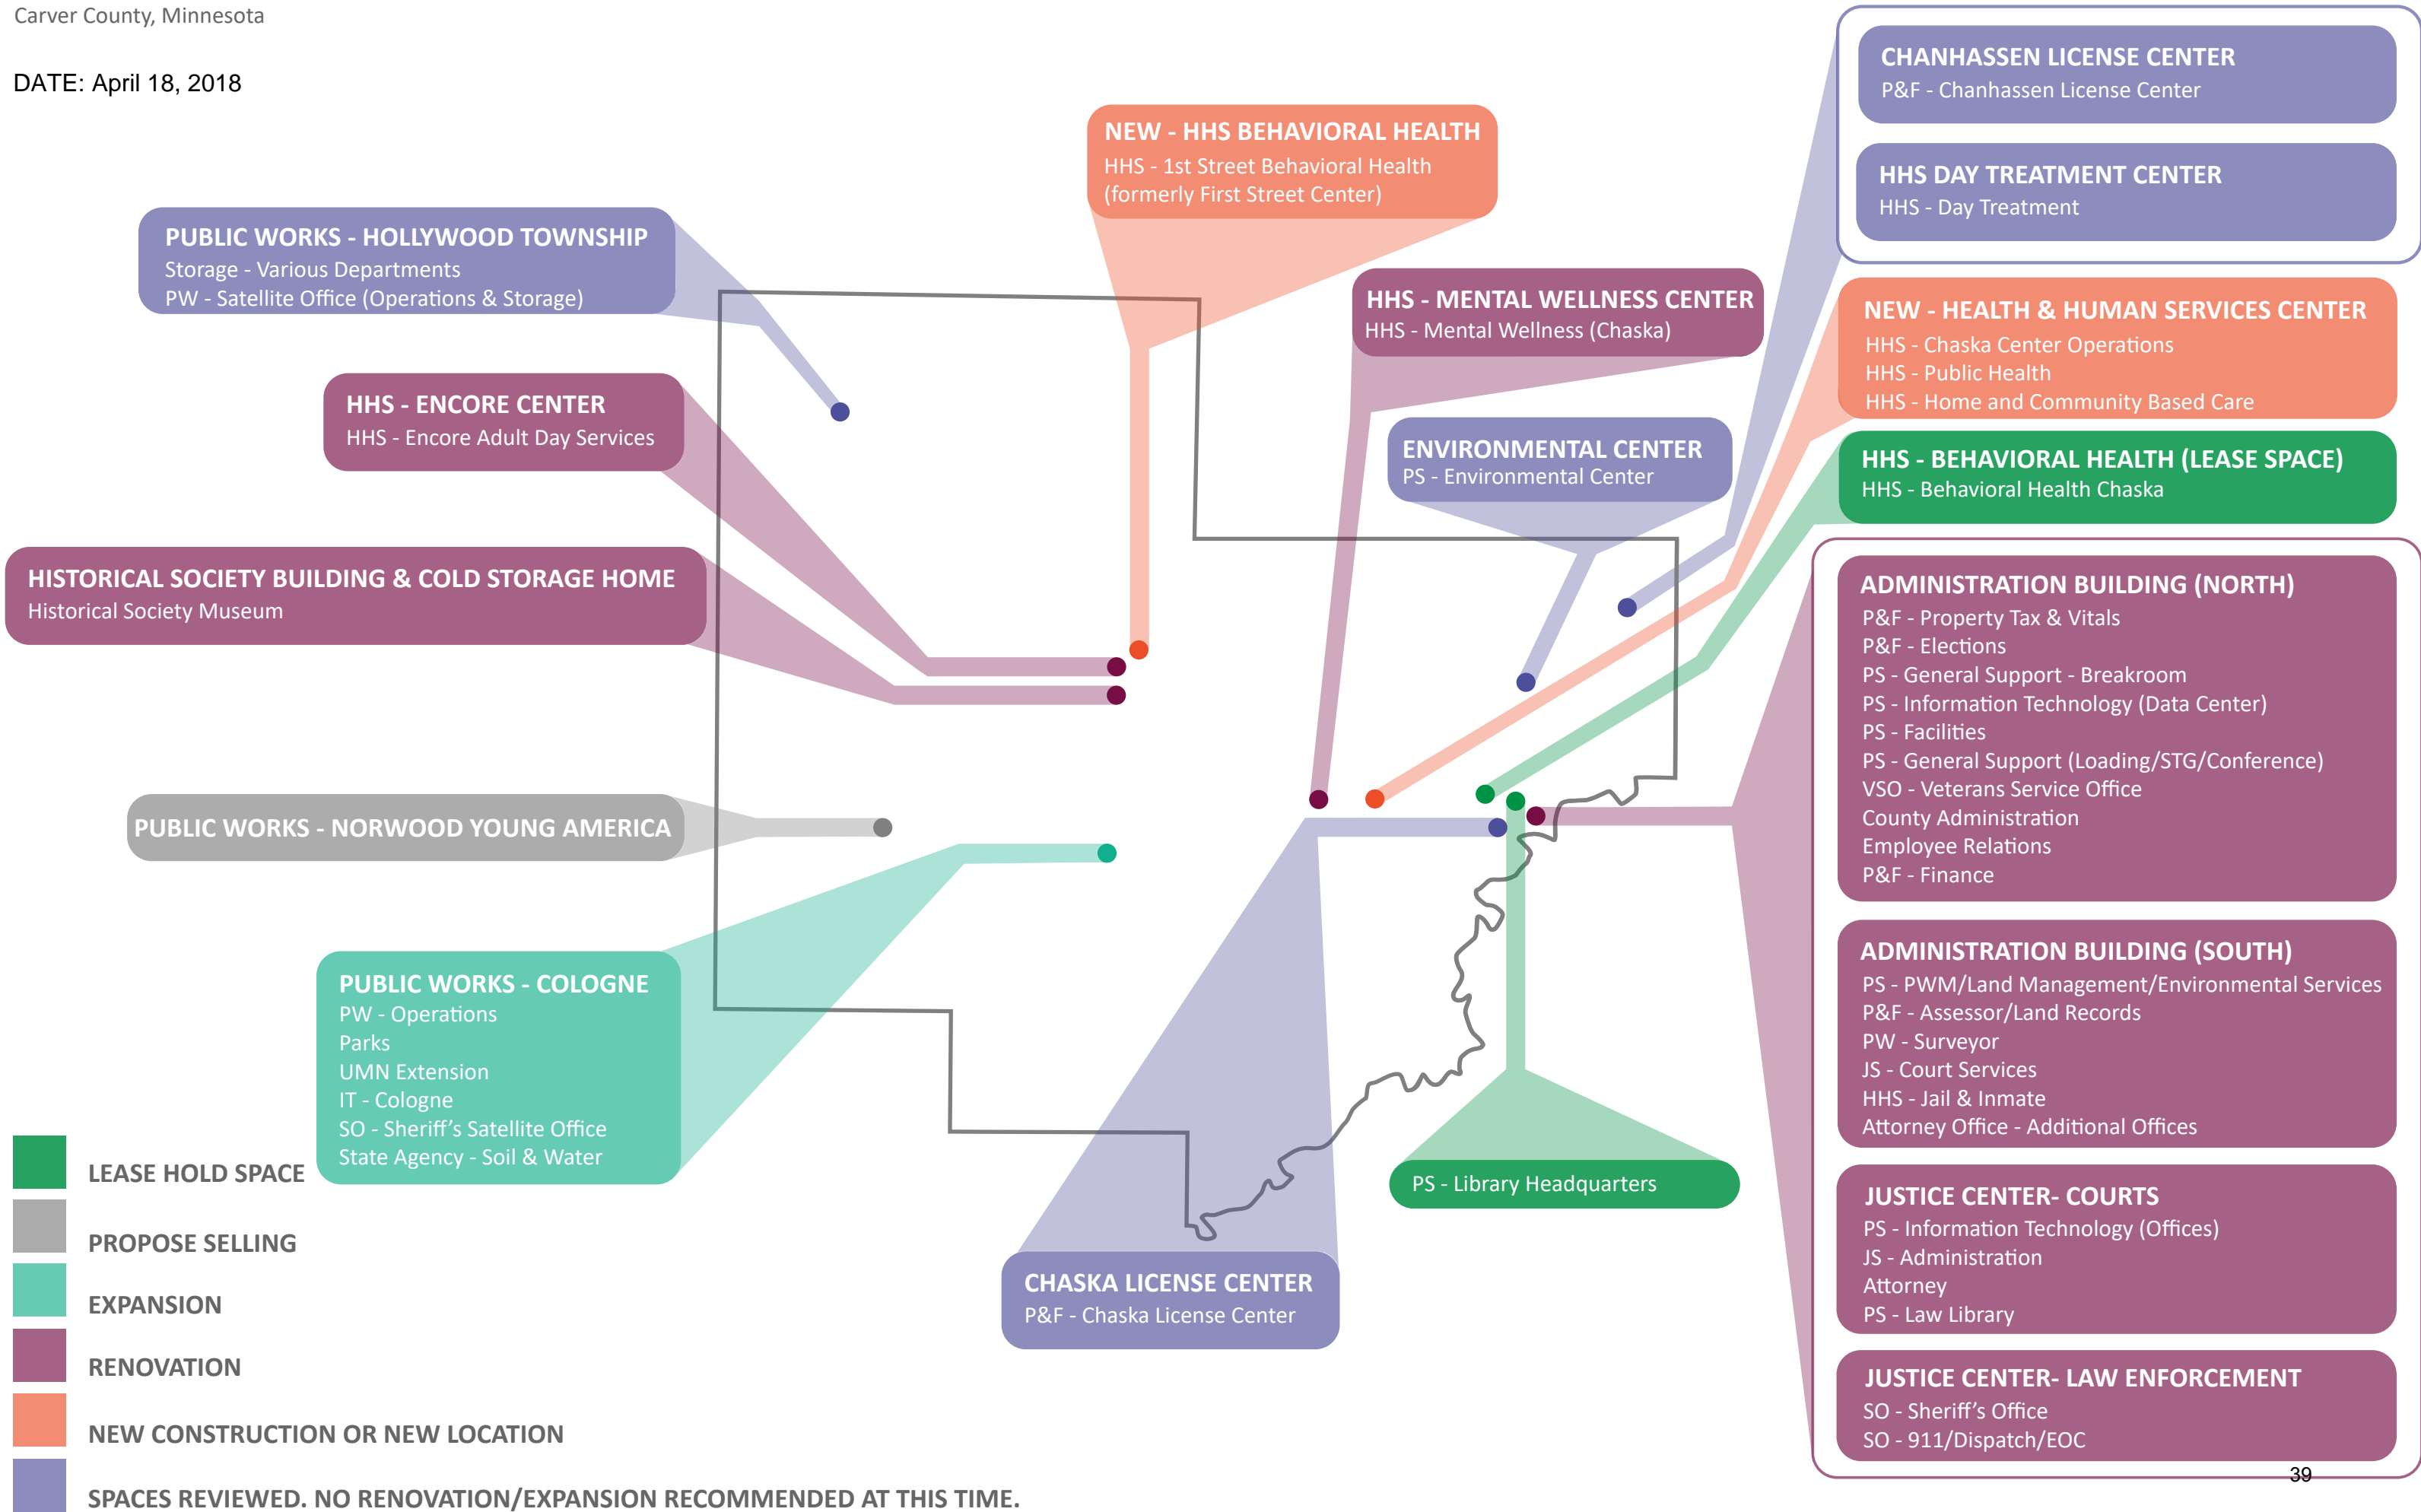 Carver County, Minnesota
DATE: April 18, 2018
NEW - HHS BEHAVIORAL HEALTH
HHS - 1st Street Behavioral Health
(formerly First Street Center)
PUBLIC WORKS - HOLLYWOOD TOWNSHIP
Storage - Various Departments
PW - Satellite Office (Operations & Storage)
HHS - ENCORE CENTER
HHS - Encore Adult Day Services
HISTORICAL SOCIETY BUILDING & COLD STORAGE HOME
Historical Society Museum
PUBLIC WORKS - NORWOOD YOUNG AMERICA
PUBLIC WORKS - COLOGNE
PW - Operations
Parks
UMN Extension
IT - Cologne
SO - Sheriff’s Satellite Office
State Agency - Soil & Water
HHS - MENTAL WELLNESS CENTER
HHS - Mental Wellness (Chaska)
ENVIRONMENTAL CENTER
PS - Environmental Center
CHASKA LICENSE CENTER
P&F - Chaska License Center
PS - Library Headquarters
CHANHASSEN LICENSE CENTER
P&F - Chanhassen License Center
HHS DAY TREATMENT CENTER
HHS - Day Treatment
NEW - HEALTH & HUMAN SERVICES CENTER
HHS - Chaska Center Operations
HHS - Public Health
HHS - Home and Community Based Care
HHS - BEHAVIORAL HEALTH (LEASE SPACE)
HHS - Behavioral Health Chaska
ADMINISTRATION BUILDING (NORTH)
P&F - Property Tax & Vitals
P&F - Elections
PS - General Support - Breakroom
PS - Information Technology (Data Center)
PS - Facilities
PS - General Support (Loading/STG/Conference)
VSO - Veterans Service Office
County Administration
Employee Relations
P&F - Finance
ADMINISTRATION BUILDING (SOUTH)
PS - PWM/Land Management/Environmental Services
P&F - Assessor/Land Records
PW - Surveyor
JS - Court Services
HHS - Jail & Inmate
Attorney Office - Additional Offices
JUSTICE CENTER- COURTS
PS - Information Technology (Offices)
JS - Administration
Attorney
PS - Law Library
JUSTICE CENTER- LAW ENFORCEMENT
SO - Sheriff’s Office
SO - 911/Dispatch/EOC
LEASE HOLD SPACE
PROPOSE SELLING
EXPANSION
RENOVATION
NEW CONSTRUCTION OR NEW LOCATION
SPACES REVIEWED. NO RENOVATION/EXPANSION RECOMMENDED AT THIS TIME.
39